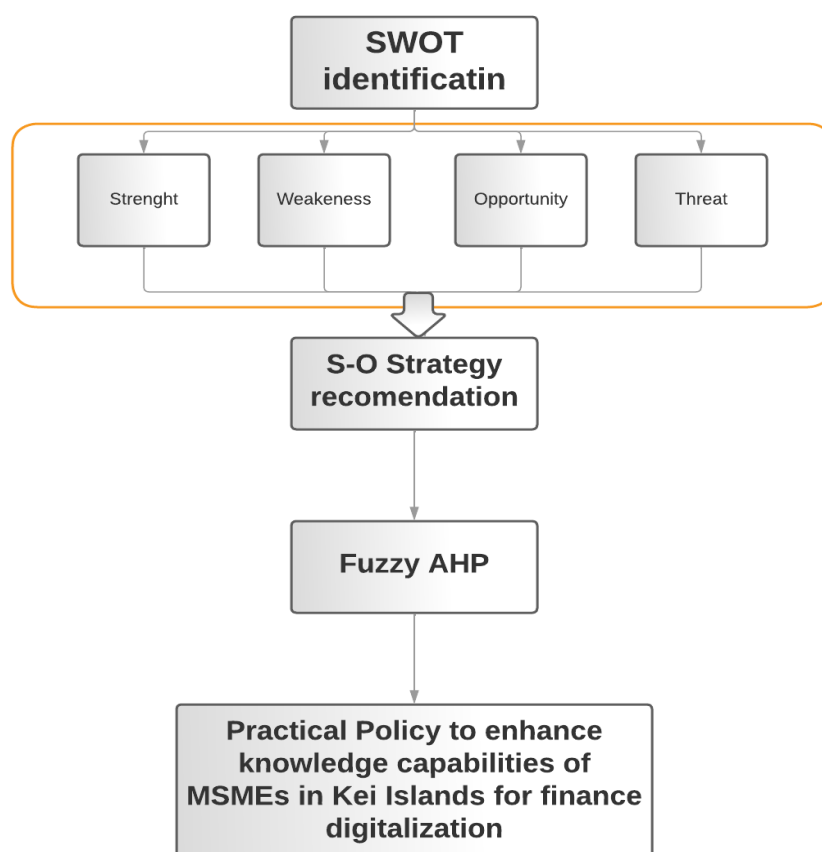 SWOT
identificatin
Strenght
Weakeness
Opportunity
Threat
S-O Strategy
recomendation
Fuzzy AHP
Practical Policy to enhance
knowledge capabilities of
MSMEs in Kei Islands for finance
digitalization